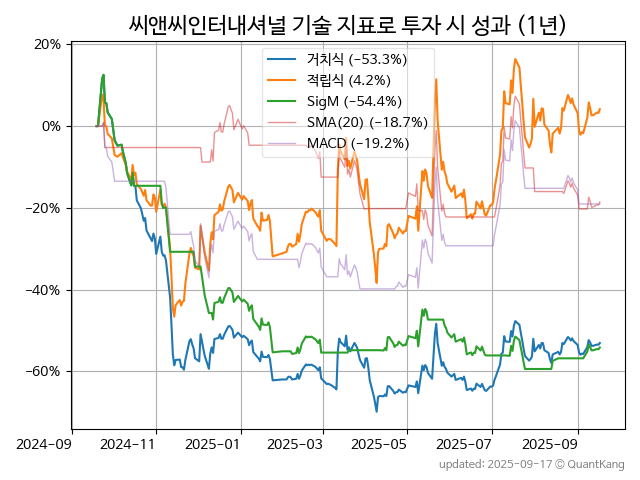 씨앤씨인터내셔널 기술 지표로 투자 시 성과 (1년)
거치식 (−53.3%)
적립식 (4.2%)
SigM (−54.4%)
SMA(20) (−18.7%)
MACD (−19.2%)
20%
0%
−20%
−40%
−60%
2024-09 2024-11 2025-01 2025-03 2025-05 2025-07 2025-09
updated: 2025-09-17 © QuantKang